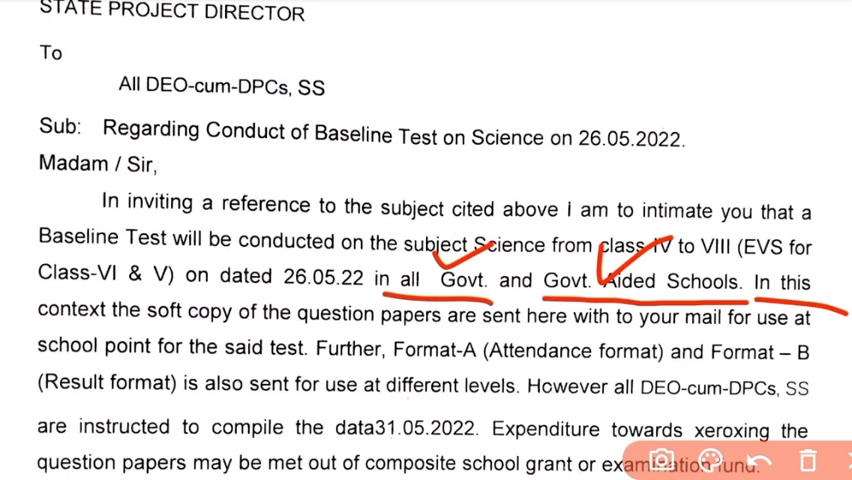 STATE PROJECT DIRECTOR
To
All DEO-cum-DPCs, SS
Sub: Regarding Conduct of Baseline Test on Science on 26.05.2022.
Madam / Sir,
In inviting a reference to the subject cited above I am to intimate you that a
Baseline Test will be conducted on the subject Science from class IV to VIII (EVS for
Class-VI & V) on dated 26.05.22 in all Govt. and Govt. Aided Schools. In this
context the soft copy of the question papers are sent here with to your mail for use at
school point for the said test. Further, Format-A (Attendance format) and Format – B
(Result format) is also sent for use at different levels. However all DEO-cum-DPCs, SS
are instructed to compile the data31.05.2022. Expenditure towards xeroxing the
question papers may be met out of composite school grant or examination fund.